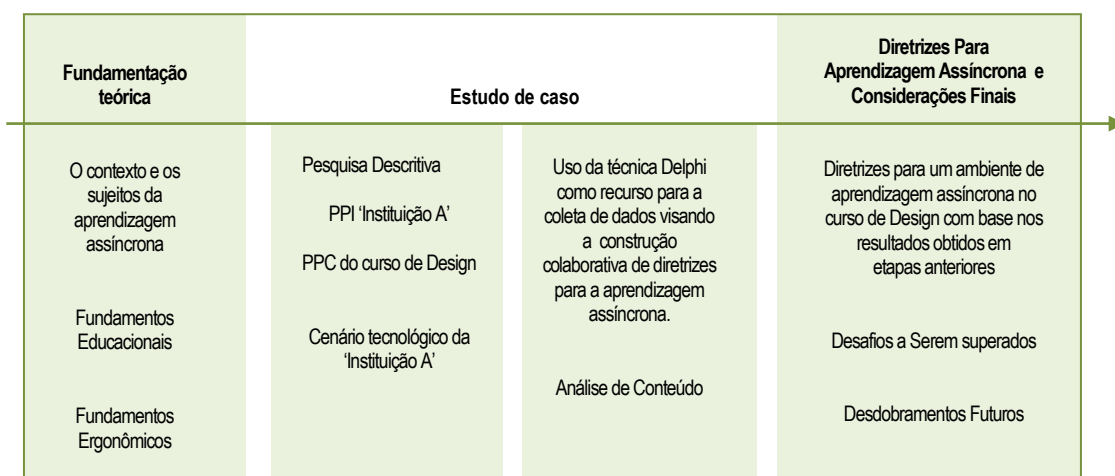 Fundamentação
teórica
Estudo de caso
Diretrizes Para
Aprendizagem Assíncrona e
Considerações Finais
O contexto e os
sujeitos da
aprendizagem
assíncrona
Fundamentos
Educacionais
Fundamentos
Ergonômicos
Pesquisa Descritiva
PPI ‘Instituição A’
PPC do curso de Design
Cenário tecnológico da
‘Instituição A’
Uso da técnica Delphi
como recurso para a
coleta de dados visando
a construção
colaborativa de diretrizes
para a aprendizagem
assíncrona.
Análise de Conteúdo
Diretrizes para um ambiente de
aprendizagem assíncrona no
curso de Design com base nos
resultados obtidos em
etapas anteriores
Desafios a Serem superados
Desdobramentos Futuros